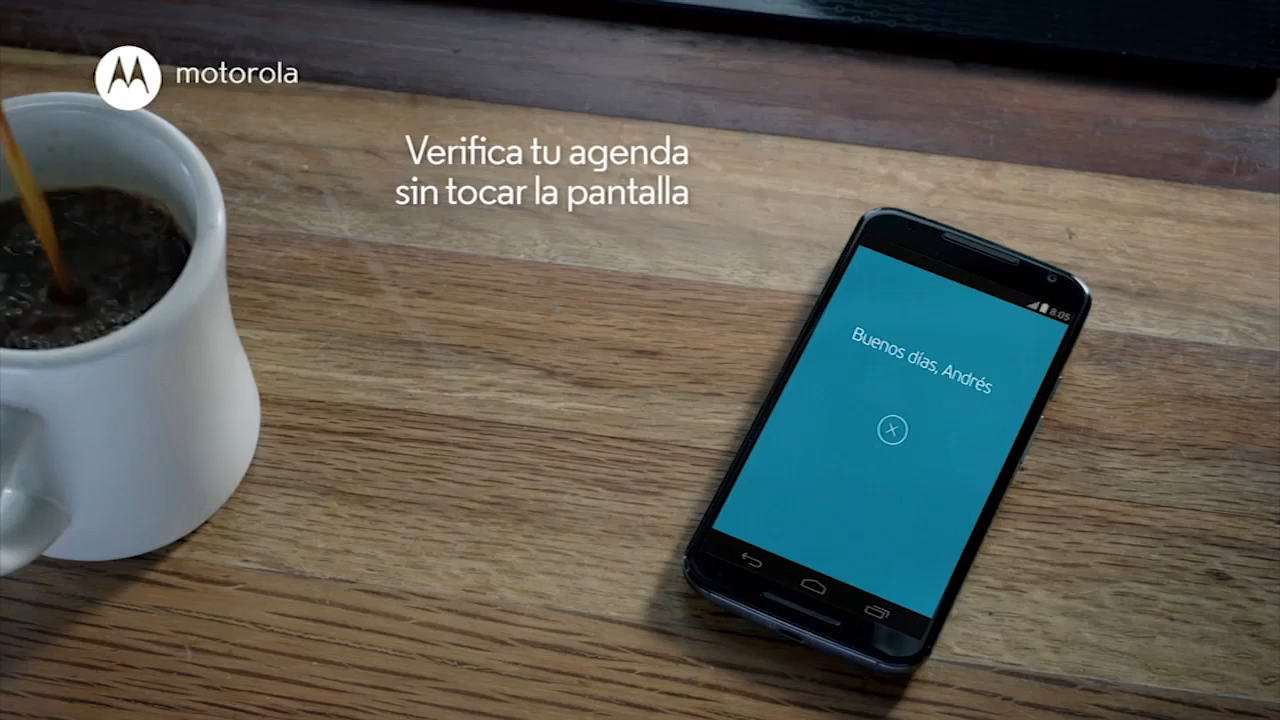 motorola
Verifica tu agenda
sin tocar la pantalla
8:05
Buenos días, Andrés